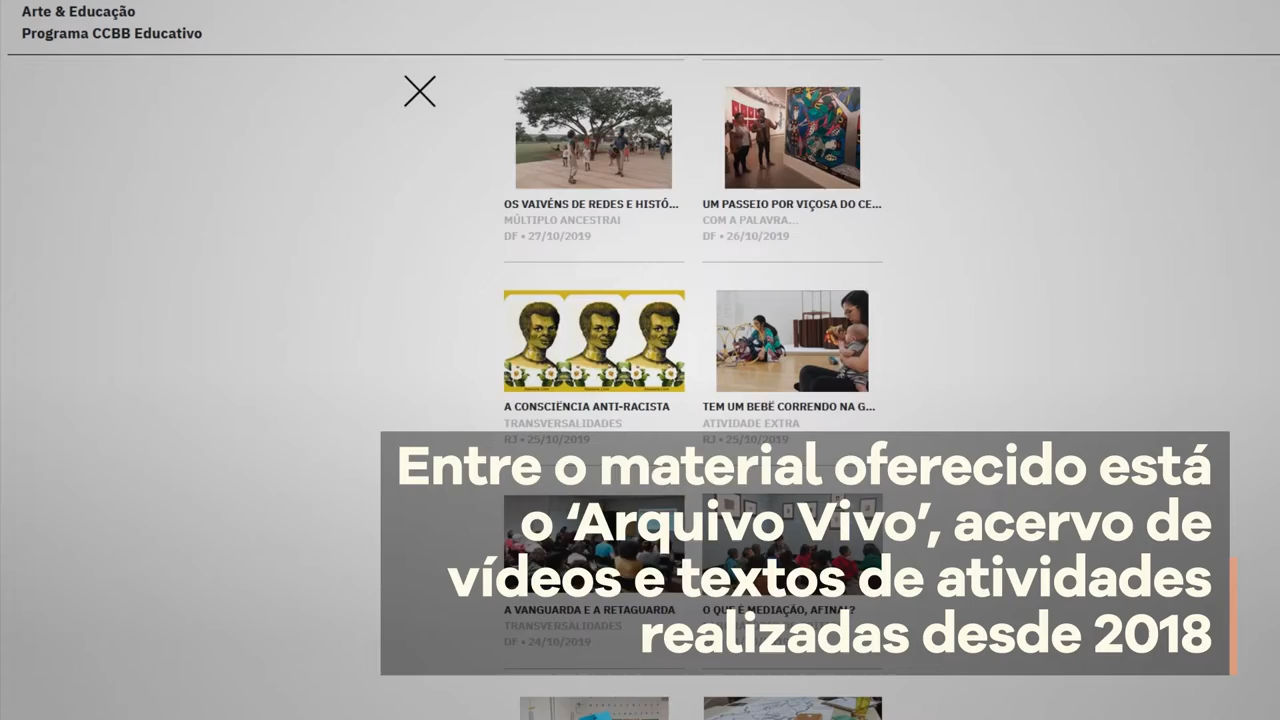 Arte & Educação
Programa CCBB Educativo
OS VAIVÉNS DE REDES E HISTÓ...
MÚLTIPLO ANCESTRAL
DF • 27/10/2019
UM PASSEIO POR VIÇOSA DO CE...
COM A PALAVRA...
DF • 26/10/2019
A CONSCIÊNCIA ANTI-RACISTA
TRANSVERSALIDADES
RJ • 25/10/2019
TEM UM BEBÊ CORRENDO NA G...
ATIVIDADE EXTRA
RJ • 25/10/2019
Entre o material oferecido está
o ‘Arquivo Vivo’, acervo de
vídeos e textos de atividades
realizadas desde 2018
A VANGUARDA E A RETAGUARDA
TRANSVERSALIDADES
DF • 24/10/2019
O QUE É MEDIAÇÃO, AFINAL?